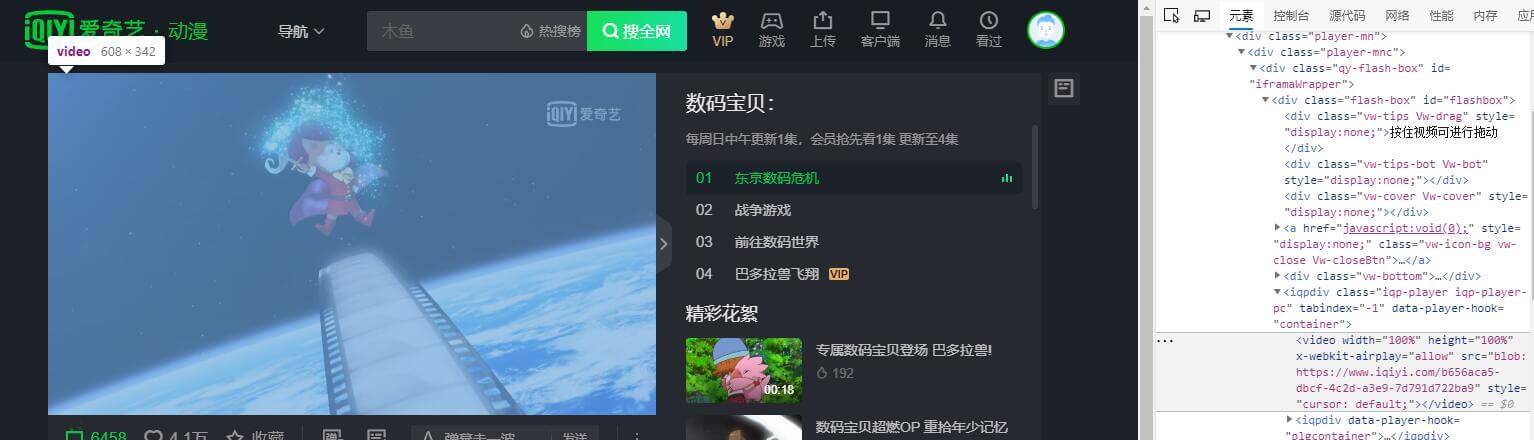 iQIYI 爱奇艺 · 动漫
导航
木鱼
热搜榜
搜全网
VIP
游戏
上传
客户端
消息
看过
video 608 × 342
iQIYI 爱奇艺
数码宝贝：
每周日中午更新1集，会员抢先看1集 更新至4集
01 东京数码危机
02 战争游戏
03 前往数码世界
04 巴多拉兽飞翔 VIP
精彩花絮
00:18
专属数码宝贝登场 巴多拉兽!
192
数码宝贝超燃OP 重拾年少记忆
6458
4.1万
收藏
弹
弹幕走一波
发送
元素
控制台
源代码
网络
性能
内存
应用
<div class="player-mn">
<div class="player-mnc">
<div class="qy-flash-box" id=
"iframaWrapper">
<div class="flash-box" id="flashbox">
<div class="vw-tips Vw-drag" style=
"display:none;">按住视频可进行拖动
</div>
<div class="vw-tips-bot Vw-bot"
style="display:none;"></div>
<div class="vw-cover Vw-cover" style=
"display:none;"></div>
<a href="javascript:void(0);" style=
"display:none;" class="vw-icon-bg vw-
close Vw-closeBtn">…</a>
<div class="vw-bottom">…</div>
<iqpdiv class="iqp-player iqp-player-
pc" tabindex="-1" data-player-hook=
"container">
<video width="100%" height="100%"
x-webkit-airplay="allow" src="blob:
https://www.iqiyi.com/b656aca5-
dbcf-4c2d-a3e9-7d791d722ba9" style=
"cursor: default;"></video> == $0
<iqpdiv data-player-hook=
"plgcontainer">…</iqpdiv>